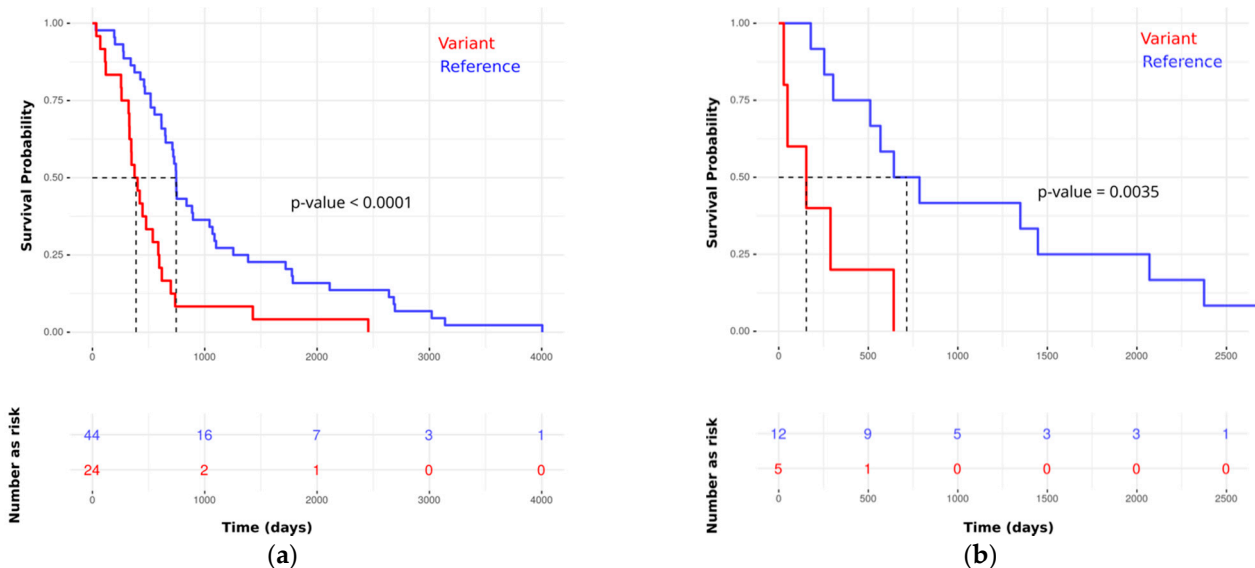 1.00
Variant
Reference
0.75
0.50
p-value < 0.0001
0.25
0.00
Survival Probability
0 1000 2000 3000 4000
Number as risk
44 16 7 3 1
24 2 1 0 0
0 1000 2000 3000 4000
Time (days)
(a)
1.00
Variant
Reference
0.75
0.50
p-value = 0.0035
0.25
0.00
Survival Probability
0 500 1000 1500 2000 2500
Number as risk
12 9 5 3 3 1
5 1 0 0 0 0
0 500 1000 1500 2000 2500
Time (days)
(b)